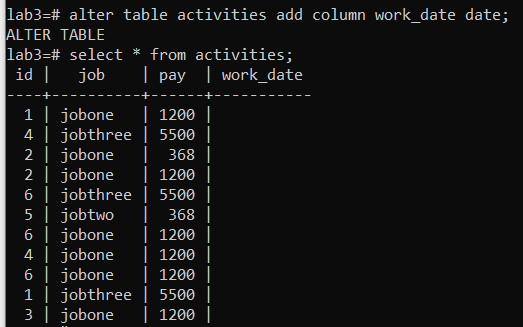 lab3=# alter table activities add column work_date date;
ALTER TABLE
lab3=# select * from activities;
 id |   job    | pay  | work_date
----+----------+------+-----------
  1 | jobone   | 1200 |
  4 | jobthree | 5500 |
  2 | jobone   |  368 |
  2 | jobone   | 1200 |
  6 | jobthree | 5500 |
  5 | jobtwo   |  368 |
  6 | jobone   | 1200 |
  4 | jobone   | 1200 |
  6 | jobone   | 1200 |
  1 | jobthree | 5500 |
  3 | jobone   | 1200 |